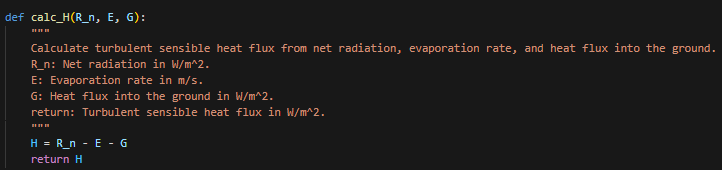 def calc_H(R_n, E, G):
"""
Calculate turbulent sensible heat flux from net radiation, evaporation rate, and heat flux into the ground.
R_n: Net radiation in W/m^2.
E: Evaporation rate in m/s.
G: Heat flux into the ground in W/m^2.
return: Turbulent sensible heat flux in W/m^2.
"""
H = R_n - E - G
return H